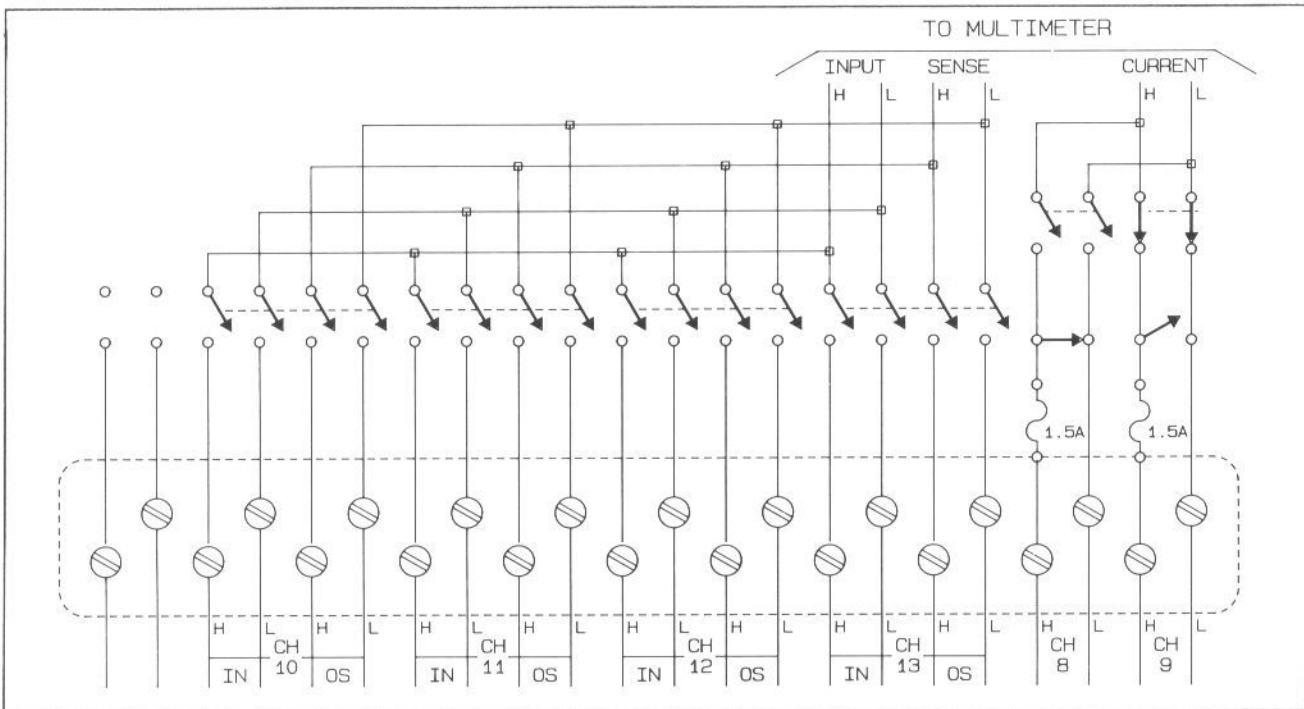 TO MULTIMETER
INPUT SENSE CURRENT
H L H L H L
1.5A 1.5A
H L H L H L H L H L H L H L H L H L H L
CH 10 CH 11 CH 12 CH 13 CH 8 CH 9
IN OS IN OS IN OS IN OS